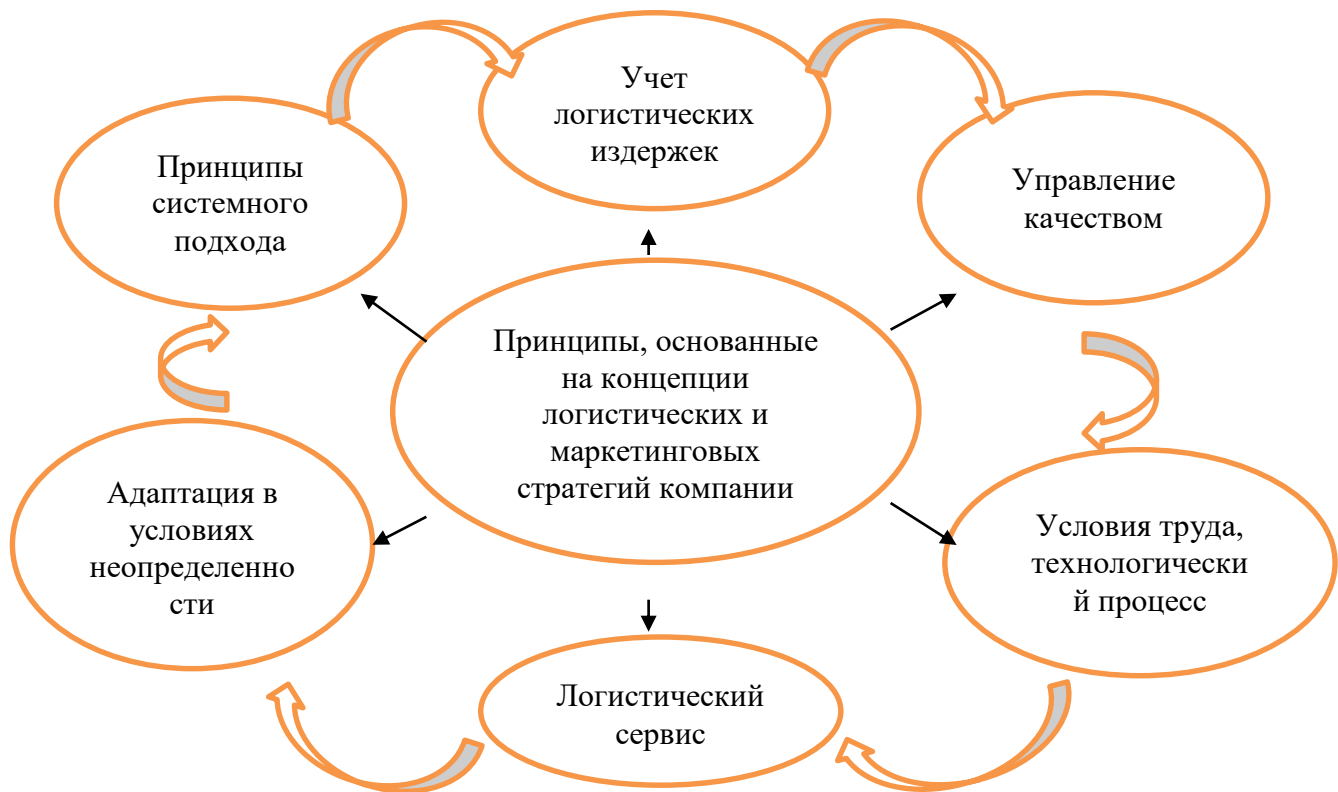 Учет
логистических
издержек
Принципы
системного
подхода
Управление
качеством
Принципы, основанные
на концепции
логистических и
маркетинговых
стратегий компании
Адаптация в
условиях
неопределенно
сти
Условия труда,
технологически
й процесс
Логистический
сервис